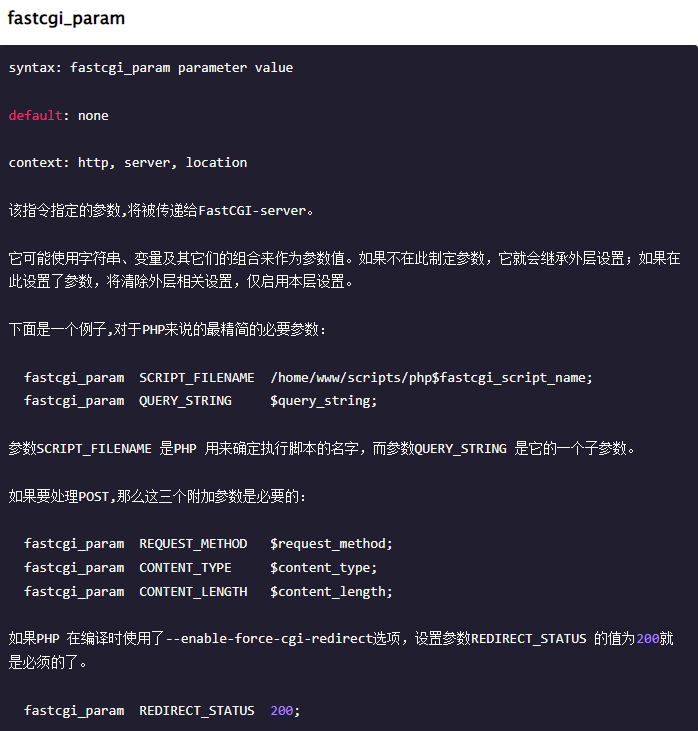 fastcgi_param
syntax: fastcgi_param parameter value
default: none
context: http, server, location
该指令指定的参数,将被传递给FastCGI-server。
它可能使用字符串、变量及其它们的组合来作为参数值。如果不在此制定参数，它就会继承外层设置；如果在
此设置了参数，将清除外层相关设置，仅启用本层设置。
下面是一个例子,对于PHP来说的最精简的必要参数：
fastcgi_param  SCRIPT_FILENAME  /home/www/scripts/php$fastcgi_script_name;
fastcgi_param  QUERY_STRING     $query_string;
参数SCRIPT_FILENAME 是PHP 用来确定执行脚本的名字，而参数QUERY_STRING 是它的一个子参数。
如果要处理POST,那么这三个附加参数是必要的：
fastcgi_param  REQUEST_METHOD   $request_method;
fastcgi_param  CONTENT_TYPE     $content_type;
fastcgi_param  CONTENT_LENGTH   $content_length;
如果PHP 在编译时使用了--enable-force-cgi-redirect选项，设置参数REDIRECT_STATUS 的值为200就
是必须的了。
fastcgi_param  REDIRECT_STATUS  200;